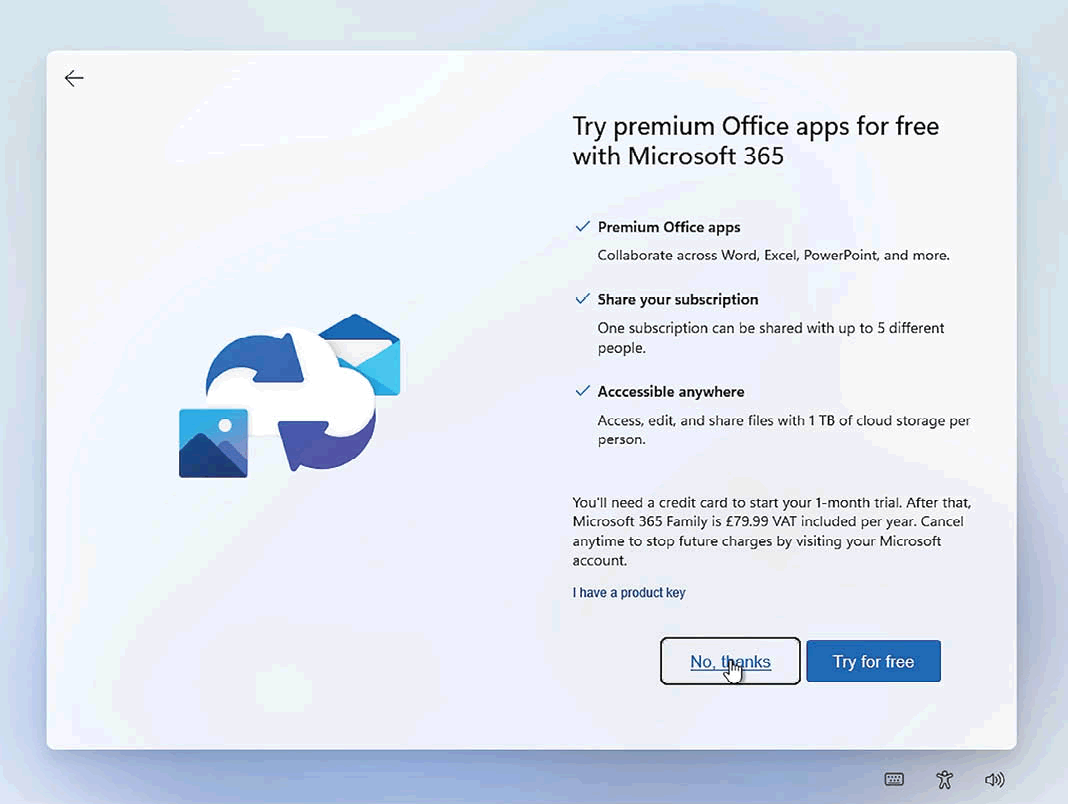 Try premium Office apps for free
with Microsoft 365
Premium Office apps
Collaborate across Word, Excel, PowerPoint, and more.
Share your subscription
One subscription can be shared with up to 5 different
people.
Acccessible anywhere
Access, edit, and share files with 1 TB of cloud storage per
person.
You'll need a credit card to start your 1-month trial. After that,
Microsoft 365 Family is £79.99 VAT included per year. Cancel
anytime to stop future charges by visiting your Microsoft
account.
I have a product key
No, thanks
Try for free